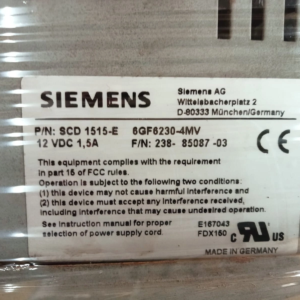 SIEMENS
Siemens AG
Wittelsbacherplatz 2
D-80333 München/Germany
P/N: SCD 1515-E 6GF6230-4MV
12 VDC 1,5A F/N: 238- 85087 -03
CE
This equipment complies with the requirement
in part 15 of FCC rules.
Operation is subject to following conditions:
(1) this device may not cause harmful interference and
(2) this device must accept any received interference,
including interference that may cause undesired operation.
See instruction manual for proper
selection of power supply cord.
E167043
FDX160
c UL us
MADE IN GERMANY